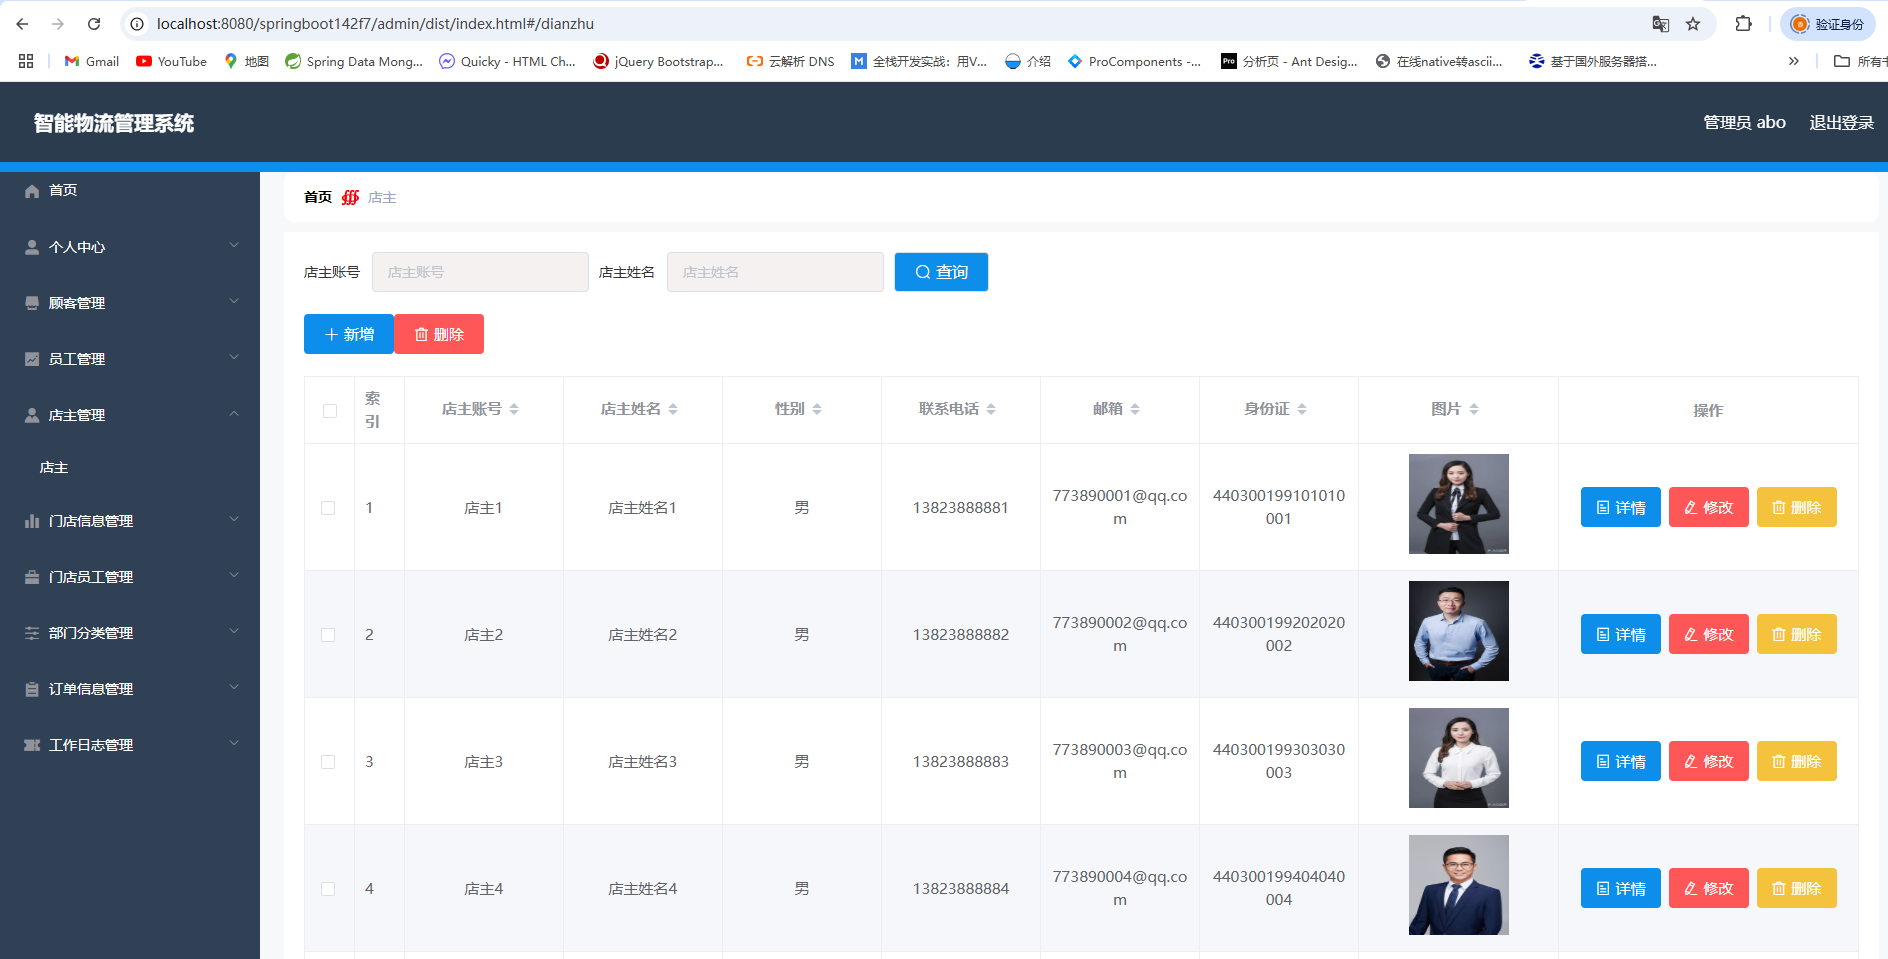 localhost:8080/springboot142f7/admin/dist/index.html#/dianzhu
验证身份
Gmail
YouTube
地图
Spring Data Mong...
Quicky - HTML Ch...
jQuery Bootstrap...
云解析 DNS
全栈开发实战：用V...
介绍
ProComponents -...
分析页 - Ant Desig...
在线native转ascii...
基于国外服务器搭...
所有书
智能物流管理系统
管理员 abo
退出登录
首页
个人中心
顾客管理
员工管理
店主管理
店主
门店信息管理
门店员工管理
部门分类管理
订单信息管理
工作日志管理
首页 店主
店主账号 店主账号 店主姓名 店主姓名 查询
新增 删除
索引 店主账号 店主姓名 性别 联系电话 邮箱 身份证 图片 操作
1 店主1 店主姓名1 男 13823888881 773890001@qq.com 440300199101010001 详情 修改 删除
2 店主2 店主姓名2 男 13823888882 773890002@qq.com 440300199202020002 详情 修改 删除
3 店主3 店主姓名3 男 13823888883 773890003@qq.com 440300199303030003 详情 修改 删除
4 店主4 店主姓名4 男 13823888884 773890004@qq.com 440300199404040004 详情 修改 删除